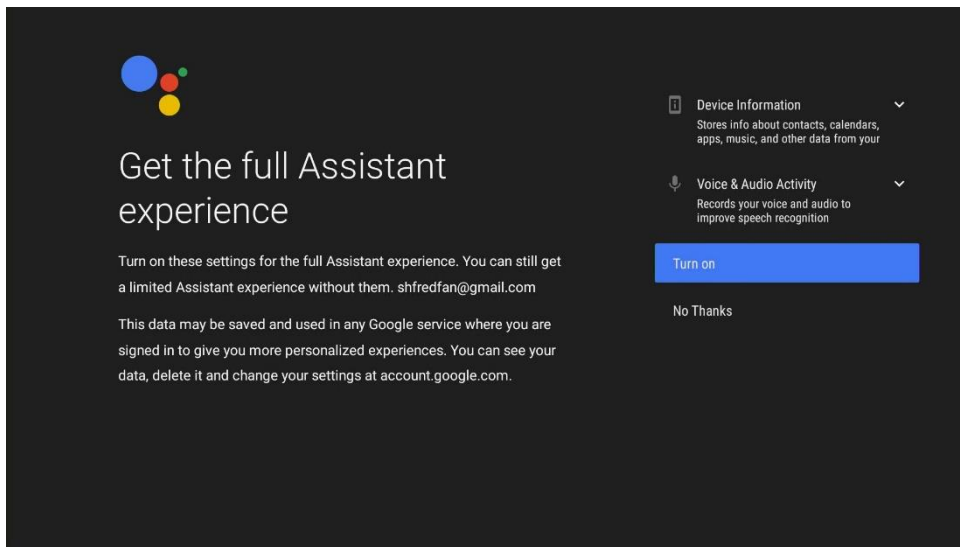 Get the full Assistant
experience
Turn on these settings for the full Assistant experience. You can still get
a limited Assistant experience without them. shfredfan@gmail.com
This data may be saved and used in any Google service where you are
signed in to give you more personalized experiences. You can see your
data, delete it and change your settings at account.google.com.
Device Information
Stores info about contacts, calendars,
apps, music, and other data from your
Voice & Audio Activity
Records your voice and audio to
improve speech recognition
Turn on
No Thanks